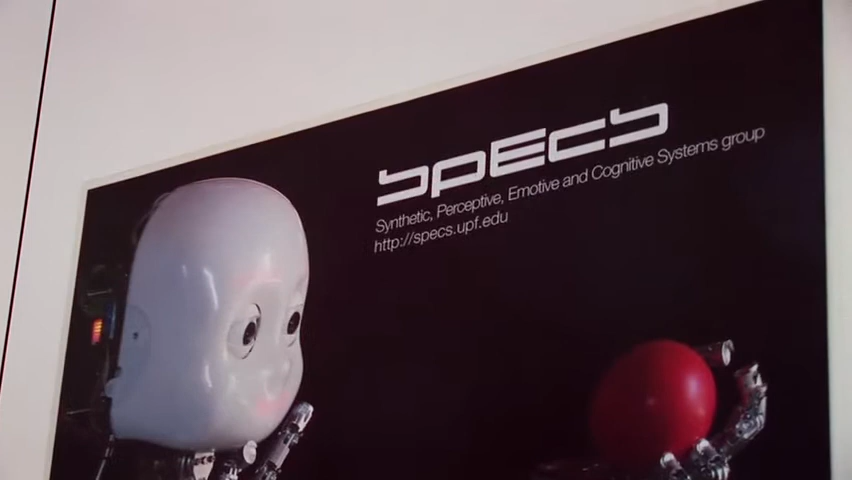 specs
Synthetic, Perceptive, Emotive and Cognitive Systems group
http://specs.upf.edu